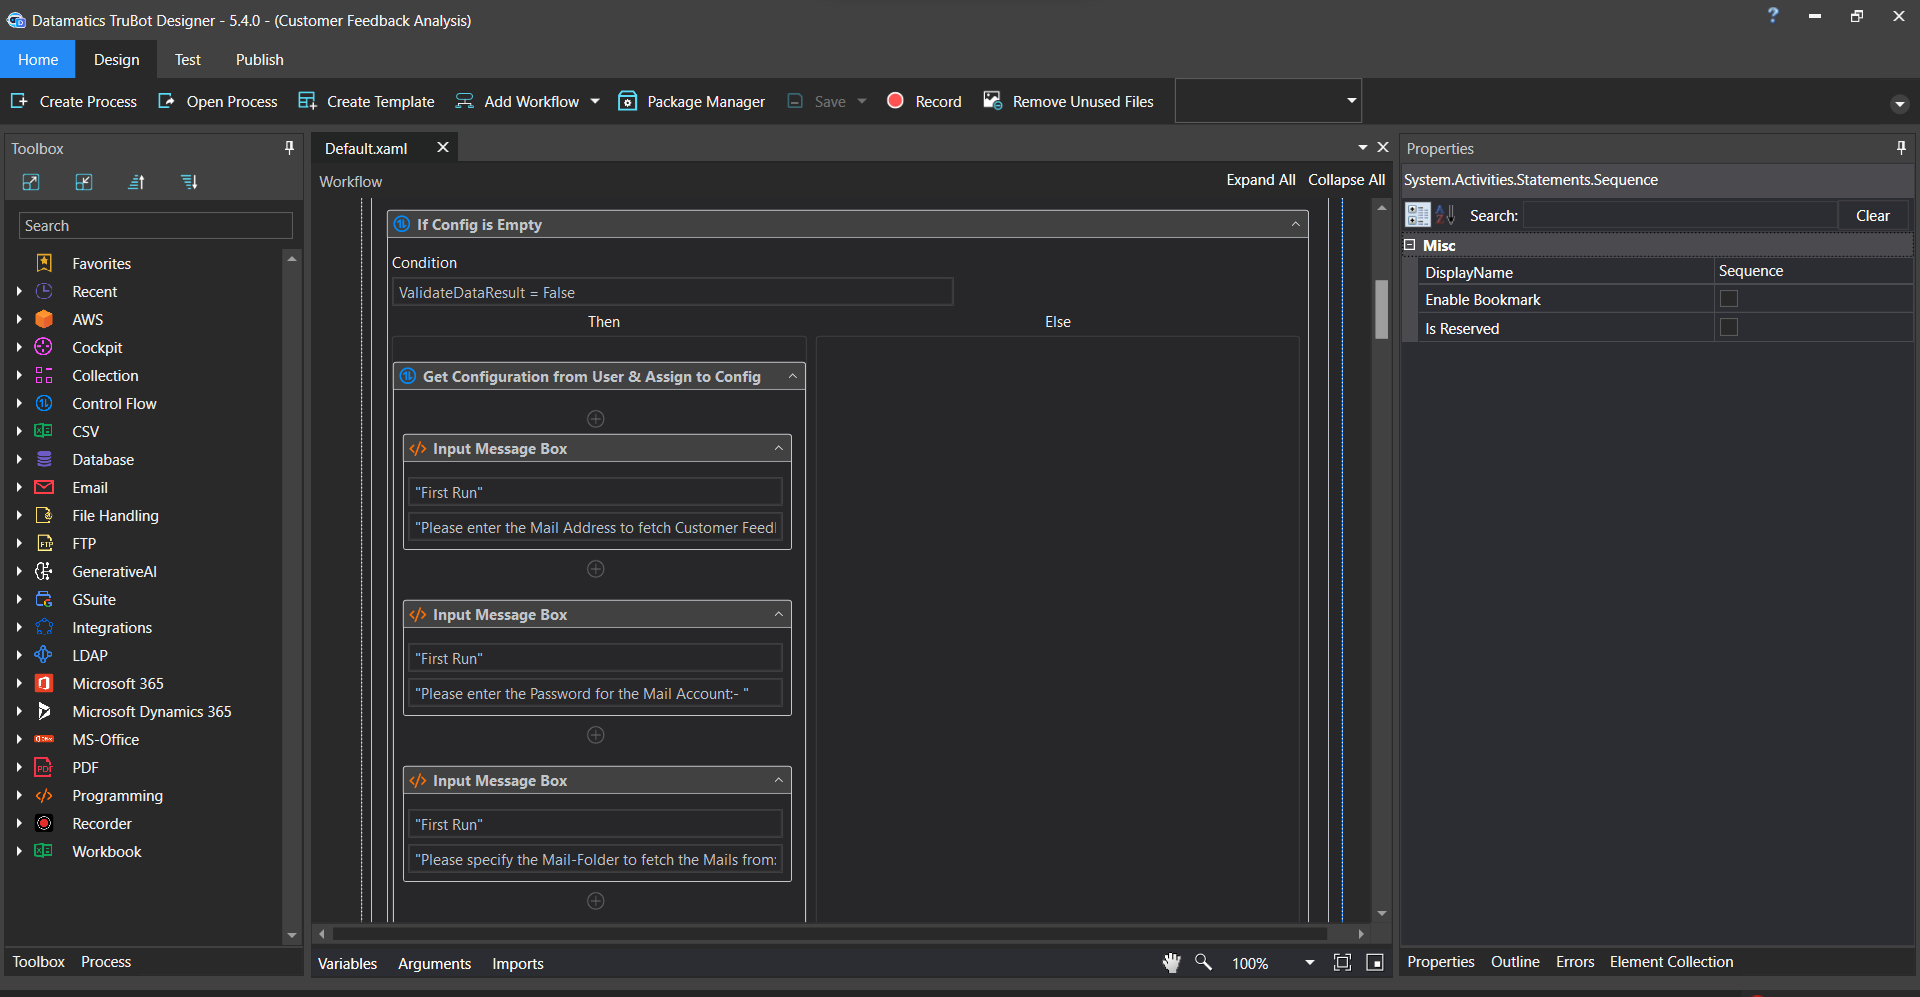 Datamatics TruBot Designer - 5.4.0 - (Customer Feedback Analysis)
?
Home
Design
Test
Publish
Create Process
Open Process
Create Template
Add Workflow
Package Manager
Save
Record
Remove Unused Files
Toolbox
Search
Favorites
Recent
AWS
Cockpit
Collection
Control Flow
CSV
Database
Email
File Handling
FTP
GenerativeAI
GSuite
Integrations
LDAP
Microsoft 365
Microsoft Dynamics 365
MS-Office
PDF
Programming
Recorder
Workbook
Toolbox
Process
Default.xaml
Workflow
Expand All
Collapse All
If Config is Empty
Condition
ValidateDataResult = False
Then
Else
Get Configuration from User & Assign to Config
Input Message Box
"First Run"
"Please enter the Mail Address to fetch Customer Feed
Input Message Box
"First Run"
"Please enter the Password for the Mail Account:- "
Input Message Box
"First Run"
"Please specify the Mail-Folder to fetch the Mails from:
Variables
Arguments
Imports
100%
Properties
System.Activities.Statements.Sequence
Search:
Clear
Misc
DisplayName
Sequence
Enable Bookmark
Is Reserved
Properties
Outline
Errors
Element Collection